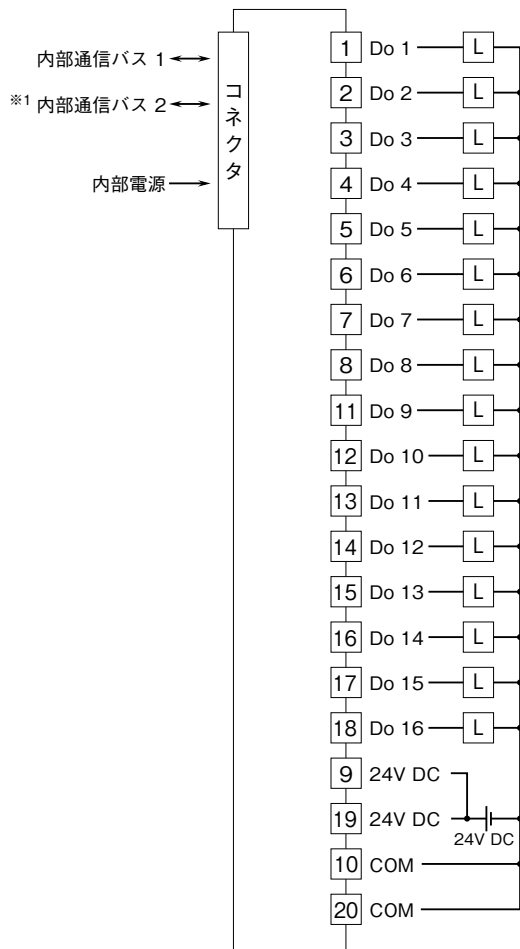 内部通信バス 1
※1 内部通信バス 2
内部電源
コネクタ
1 Do 1 L
2 Do 2 L
3 Do 3 L
4 Do 4 L
5 Do 5 L
6 Do 6 L
7 Do 7 L
8 Do 8 L
11 Do 9 L
12 Do 10 L
13 Do 11 L
14 Do 12 L
15 Do 13 L
16 Do 14 L
17 Do 15 L
18 Do 16 L
9 24V DC
19 24V DC
24V DC
10 COM
20 COM